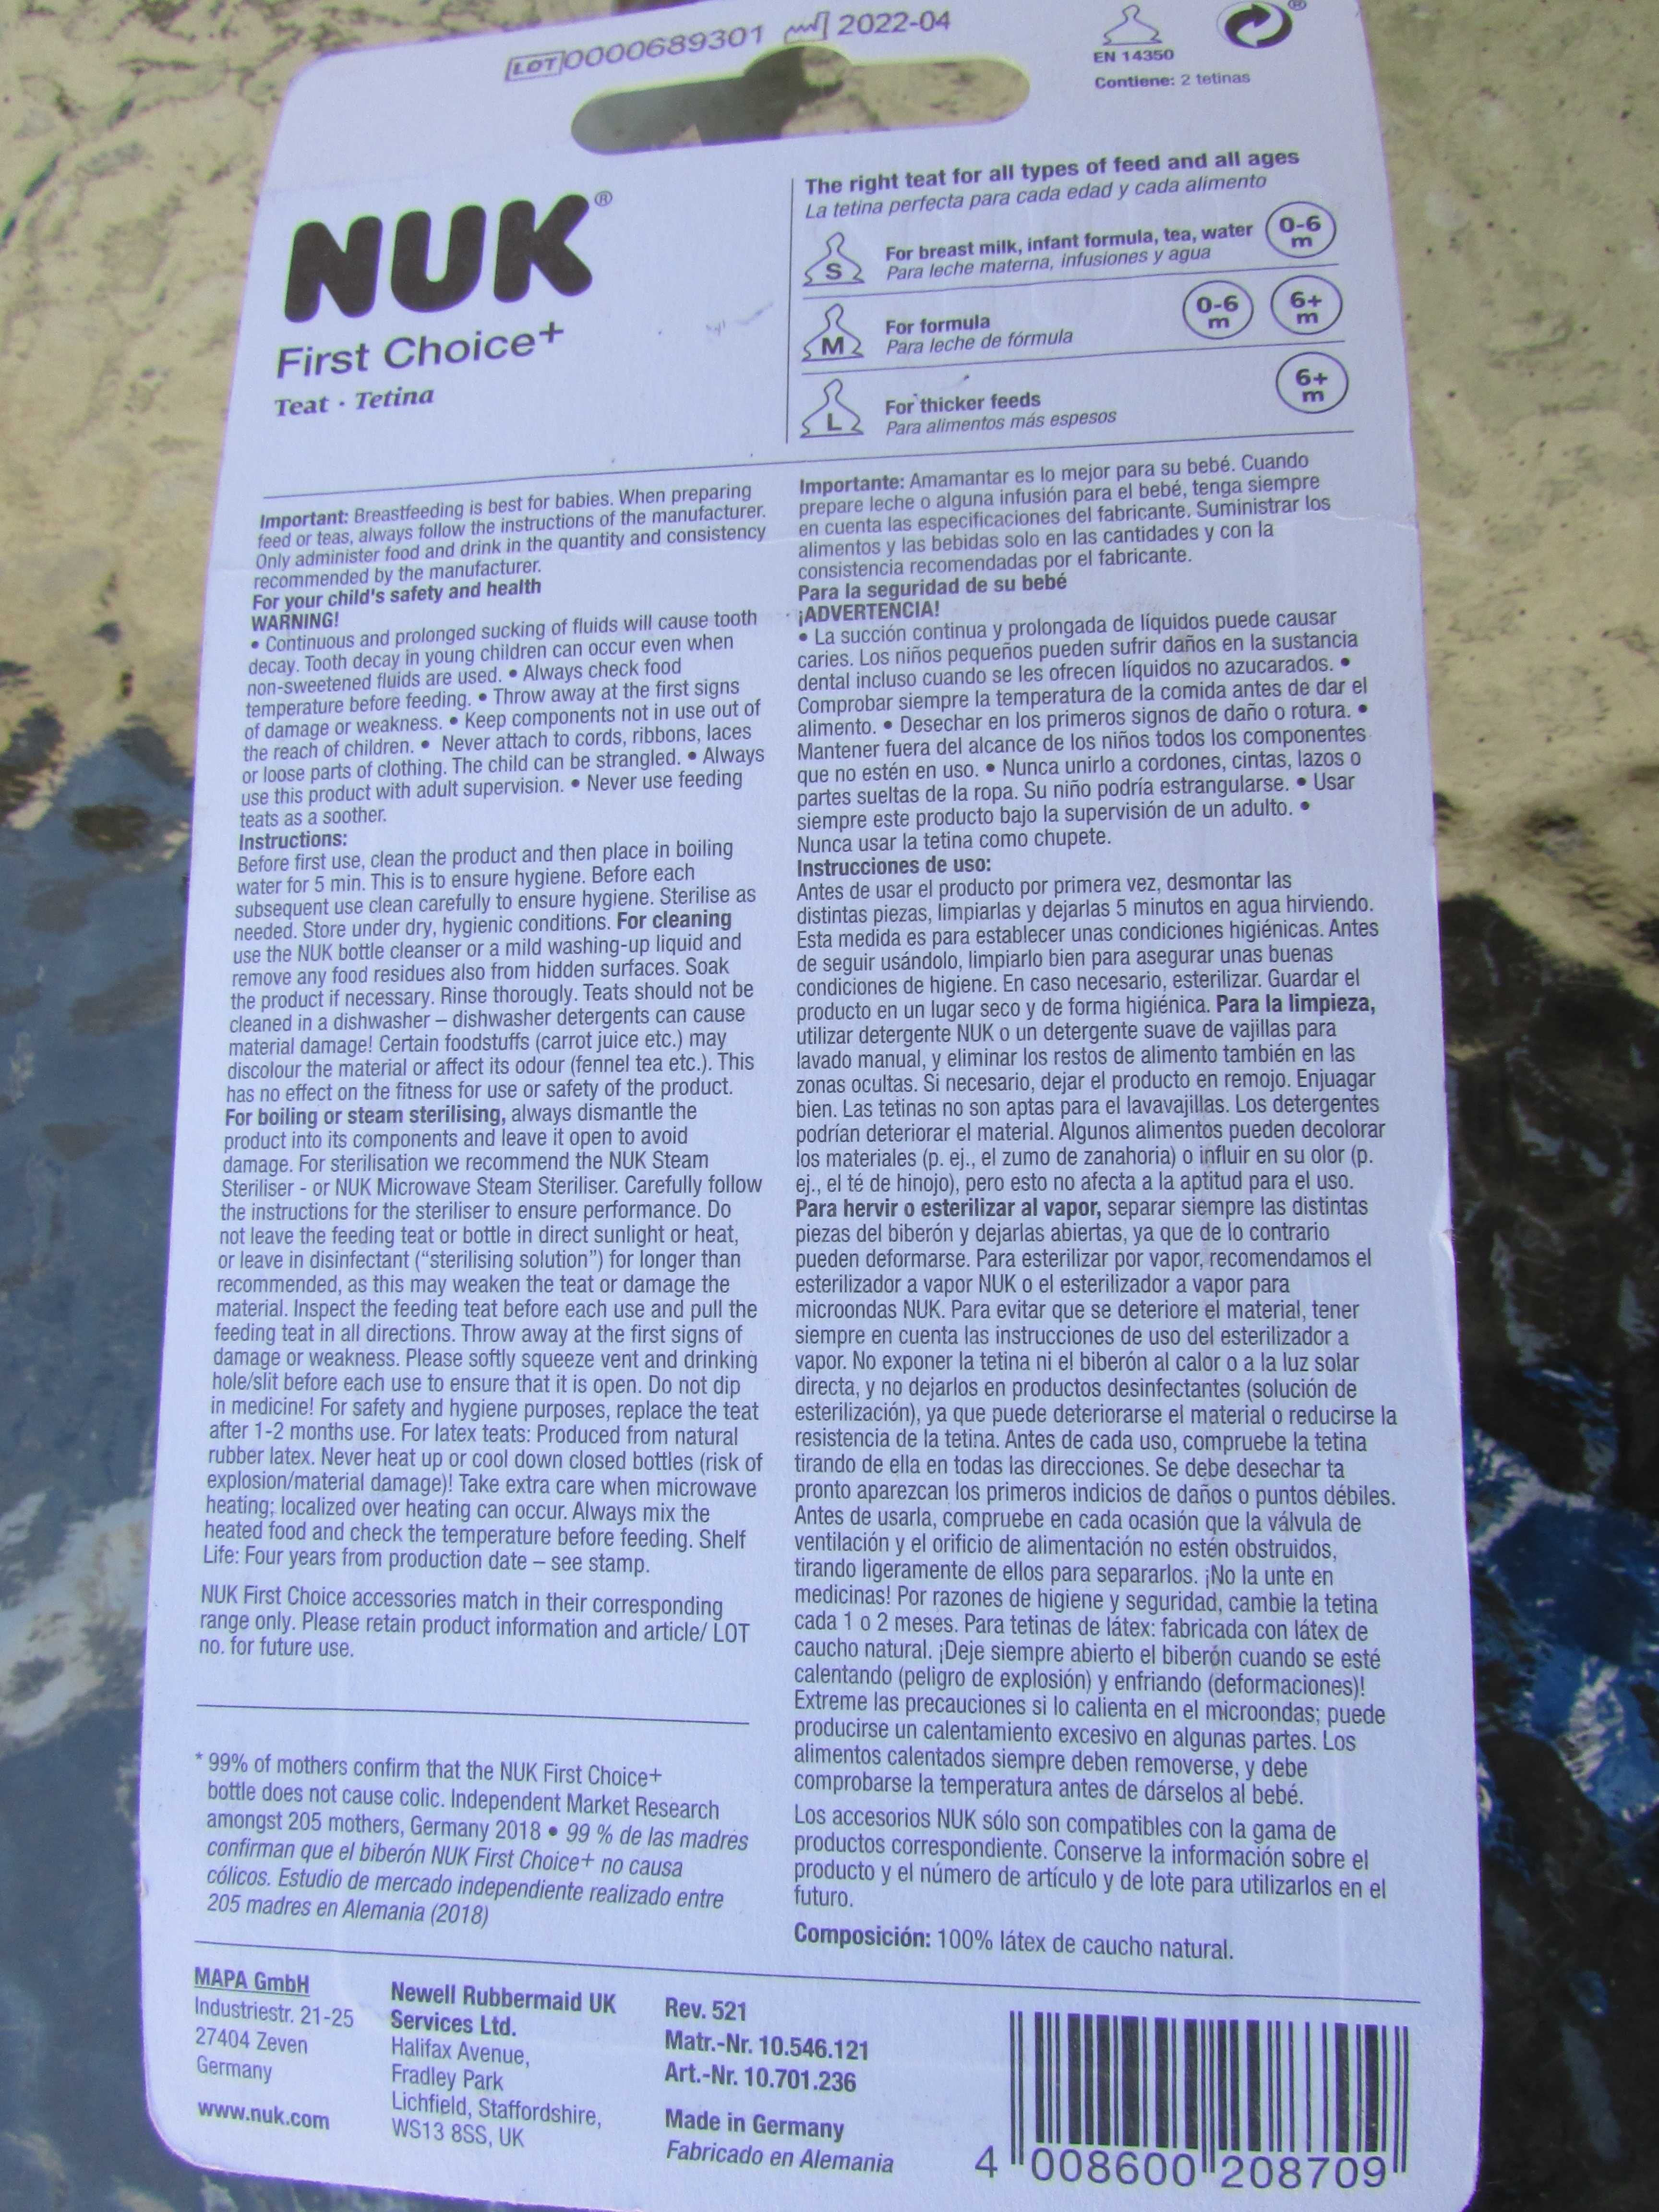 LOT 0000689301 2022-04
EN 14350
Contiene: 2 tetinas
NUK®
First Choice+
Teat · Tetina
The right teat for all types of feed and all ages
La tetina perfecta para cada edad y cada alimento
S
For breast milk, infant formula, tea, water
Para leche materna, infusiones y agua
0-6
m
M
For formula
Para leche de fórmula
0-6
m
6+
m
L
For thicker feeds
Para alimentos más espesos
6+
m
Important: Breastfeeding is best for babies. When preparing
feed or teas, always follow the instructions of the manufacturer.
Only administer food and drink in the quantity and consistency
recommended by the manufacturer.
For your child's safety and health
WARNING!
• Continuous and prolonged sucking of fluids will cause tooth
decay. Tooth decay in young children can occur even when
non-sweetened fluids are used. • Always check food
temperature before feeding. • Throw away at the first signs
of damage or weakness. • Keep components not in use out of
the reach of children. • Never attach to cords, ribbons, laces
or loose parts of clothing. The child can be strangled. • Always
use this product with adult supervision. • Never use feeding
teats as a soother.
Instructions:
Before first use, clean the product and then place in boiling
water for 5 min. This is to ensure hygiene. Before each
subsequent use clean carefully to ensure hygiene. Sterilise as
needed. Store under dry, hygienic conditions. For cleaning
use the NUK bottle cleanser or a mild washing-up liquid and
remove any food residues also from hidden surfaces. Soak
the product if necessary. Rinse thorougly. Teats should not be
cleaned in a dishwasher – dishwasher detergents can cause
material damage! Certain foodstuffs (carrot juice etc.) may
discolour the material or affect its odour (fennel tea etc.). This
has no effect on the fitness for use or safety of the product.
For boiling or steam sterilising, always dismantle the
product into its components and leave it open to avoid
damage. For sterilisation we recommend the NUK Steam
Steriliser - or NUK Microwave Steam Steriliser. Carefully follow
the instructions for the steriliser to ensure performance. Do
not leave the feeding teat or bottle in direct sunlight or heat,
or leave in disinfectant (“sterilising solution”) for longer than
recommended, as this may weaken the teat or damage the
material. Inspect the feeding teat before each use and pull the
feeding teat in all directions. Throw away at the first signs of
damage or weakness. Please softly squeeze vent and drinking
hole/slit before each use to ensure that it is open. Do not dip
in medicine! For safety and hygiene purposes, replace the teat
after 1-2 months use. For latex teats: Produced from natural
rubber latex. Never heat up or cool down closed bottles (risk of
explosion/material damage)! Take extra care when microwave
heating; localized over heating can occur. Always mix the
heated food and check the temperature before feeding. Shelf
Life: Four years from production date – see stamp.
NUK First Choice accessories match in their corresponding
range only. Please retain product information and article/ LOT
no. for future use.
* 99% of mothers confirm that the NUK First Choice+
bottle does not cause colic. Independent Market Research
amongst 205 mothers, Germany 2018 • 99 % de las madres
confirman que el biberón NUK First Choice+ no causa
cólicos. Estudio de mercado independiente realizado entre
205 madres en Alemania (2018)
Importante: Amamantar es lo mejor para su bebé. Cuando
prepare leche o alguna infusión para el bebé, tenga siempre
en cuenta las especificaciones del fabricante. Suministrar los
alimentos y las bebidas solo en las cantidades y con la
consistencia recomendadas por el fabricante.
Para la seguridad de su bebé
¡ADVERTENCIA!
• La succión continua y prolongada de líquidos puede causar
caries. Los niños pequeños pueden sufrir daños en la sustancia
dental incluso cuando se les ofrecen líquidos no azucarados. •
Comprobar siempre la temperatura de la comida antes de dar el
alimento. • Desechar en los primeros signos de daño o rotura. •
Mantener fuera del alcance de los niños todos los componentes
que no estén en uso. • Nunca unirlo a cordones, cintas, lazos o
partes sueltas de la ropa. Su niño podría estrangularse. • Usar
siempre este producto bajo la supervisión de un adulto. •
Nunca usar la tetina como chupete.
Instrucciones de uso:
Antes de usar el producto por primera vez, desmontar las
distintas piezas, limpiarlas y dejarlas 5 minutos en agua hirviendo.
Esta medida es para establecer unas condiciones higiénicas. Antes
de seguir usándolo, limpiarlo bien para asegurar unas buenas
condiciones de higiene. En caso necesario, esterilizar. Guardar el
producto en un lugar seco y de forma higiénica. Para la limpieza,
utilizar detergente NUK o un detergente suave de vajillas para
lavado manual, y eliminar los restos de alimento también en las
zonas ocultas. Si necesario, dejar el producto en remojo. Enjuagar
bien. Las tetinas no son aptas para el lavavajillas. Los detergentes
podrían deteriorar el material. Algunos alimentos pueden decolorar
los materiales (p. ej., el zumo de zanahoria) o influir en su olor (p.
ej., el té de hinojo), pero esto no afecta a la aptitud para el uso.
Para hervir o esterilizar al vapor, separar siempre las distintas
piezas del biberón y dejarlas abiertas, ya que de lo contrario
pueden deformarse. Para esterilizar por vapor, recomendamos el
esterilizador a vapor NUK o el esterilizador a vapor para
microondas NUK. Para evitar que se deteriore el material, tener
siempre en cuenta las instrucciones de uso del esterilizador a
vapor. No exponer la tetina ni el biberón al calor o a la luz solar
directa, y no dejarlos en productos desinfectantes (solución de
esterilización), ya que puede deteriorarse el material o reducirse la
resistencia de la tetina. Antes de cada uso, compruebe la tetina
tirando de ella en todas las direcciones. Se debe desechar ta
pronto aparezcan los primeros indicios de daños o puntos débiles.
Antes de usarla, compruebe en cada ocasión que la válvula de
ventilación y el orificio de alimentación no estén obstruidos,
tirando ligeramente de ellos para separarlos. ¡No la unte en
medicinas! Por razones de higiene y seguridad, cambie la tetina
cada 1 o 2 meses. Para tetinas de látex: fabricada con látex de
caucho natural. ¡Deje siempre abierto el biberón cuando se esté
calentando (peligro de explosión) y enfriando (deformaciones)!
Extreme las precauciones si lo calienta en el microondas; puede
producirse un calentamiento excesivo en algunas partes. Los
alimentos calentados siempre deben removerse, y debe
comprobarse la temperatura antes de dárselos al bebé.
Los accesorios NUK sólo son compatibles con la gama de
productos correspondiente. Conserve la información sobre el
producto y el número de artículo y de lote para utilizarlos en el
futuro.
Composición: 100% látex de caucho natural.
MAPA GmbH
Industriestr. 21-25
27404 Zeven
Germany
www.nuk.com
Newell Rubbermaid UK
Services Ltd.
Halifax Avenue,
Fradley Park
Lichfield, Staffordshire,
WS13 8SS, UK
Rev. 521
Matr.-Nr. 10.546.121
Art.-Nr. 10.701.236
Made in Germany
Fabricado en Alemania
4 008600 208709